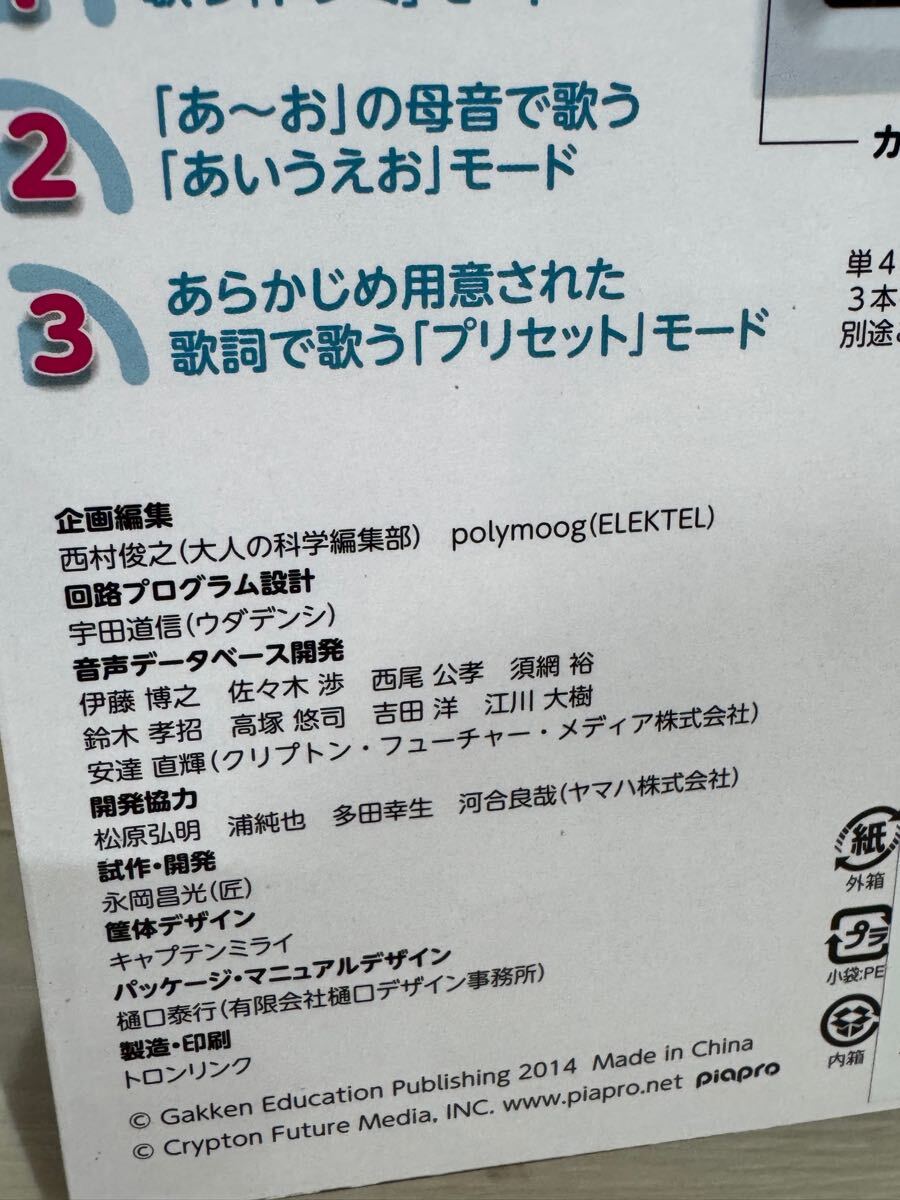 2
「あ〜お」の母音で歌う
「あいうえお」モード
3
あらかじめ用意された
歌詞で歌う「プリセット」モード
カ
単4
3本
別途
企画編集
西村俊之(大人の科学編集部) polymoog(ELEKTEL)
回路プログラム設計
宇田道信(ウダデンシ)
音声データベース開発
伊藤 博之 佐々木 渉 西尾 公孝 須網 裕
鈴木 孝招 高塚 悠司 吉田 洋 江川 大樹
安達 直輝(クリプトン・フューチャー・メディア株式会社)
開発協力
松原弘明 浦純也 多田幸生 河合良哉(ヤマハ株式会社)
試作・開発
永岡昌光(匠)
筐体デザイン
キャプテンミライ
パッケージ・マニュアルデザイン
樋口泰行(有限会社樋口デザイン事務所)
製造・印刷
トロンリンク
© Gakken Education Publishing 2014 Made in China
© Crypton Future Media, INC. www.piapro.net piapro
紙
外箱
プラ
小袋:PE
内箱